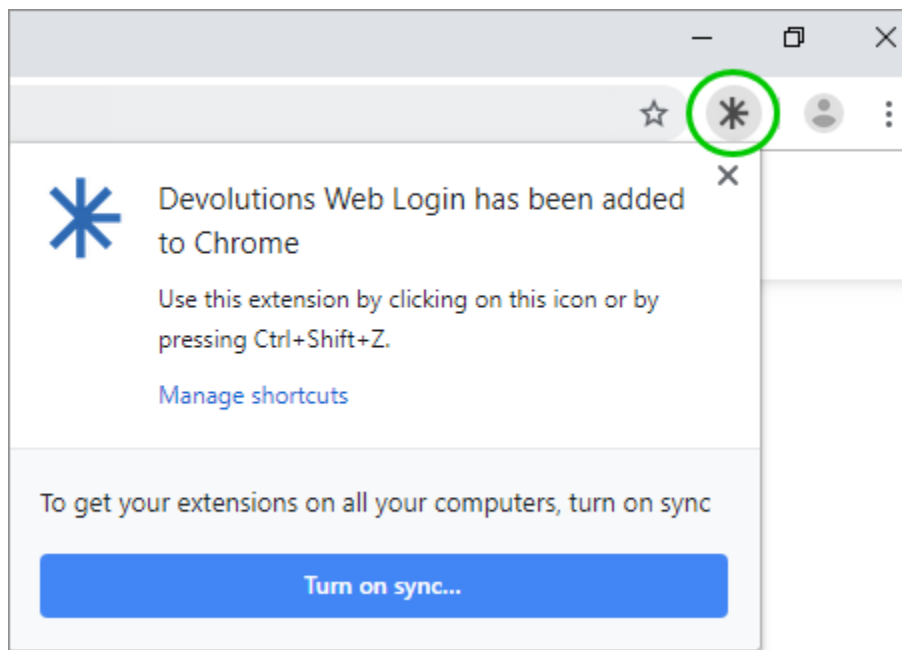 Devolutions Web Login has been added
to Chrome
Use this extension by clicking on this icon or by
pressing Ctrl+Shift+Z.
Manage shortcuts
To get your extensions on all your computers, turn on sync
Turn on sync...